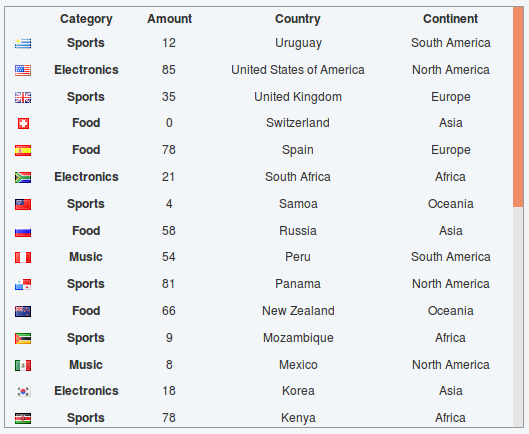 Category Amount Country Continent
Sports 12 Uruguay South America
Electronics 85 United States of America North America
Sports 35 United Kingdom Europe
Food 0 Switzerland Asia
Food 78 Spain Europe
Electronics 21 South Africa Africa
Sports 4 Samoa Oceania
Food 58 Russia Asia
Music 54 Peru South America
Sports 81 Panama North America
Food 66 New Zealand Oceania
Sports 9 Mozambique Africa
Music 8 Mexico North America
Electronics 18 Korea Asia
Sports 78 Kenya Africa